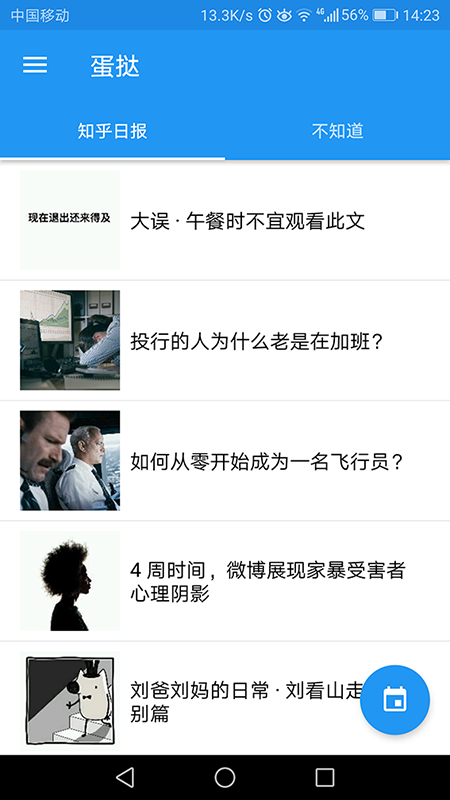 中国移动 13.3K/s 4G 56% 14:23
蛋挞
知乎日报 不知道
现在退出还来得及
大误 · 午餐时不宜观看此文
投行的人为什么老是在加班？
如何从零开始成为一名飞行员？
4 周时间，微博展现家暴受害者
心理阴影
刘爸刘妈的日常 · 刘看山走
别篇